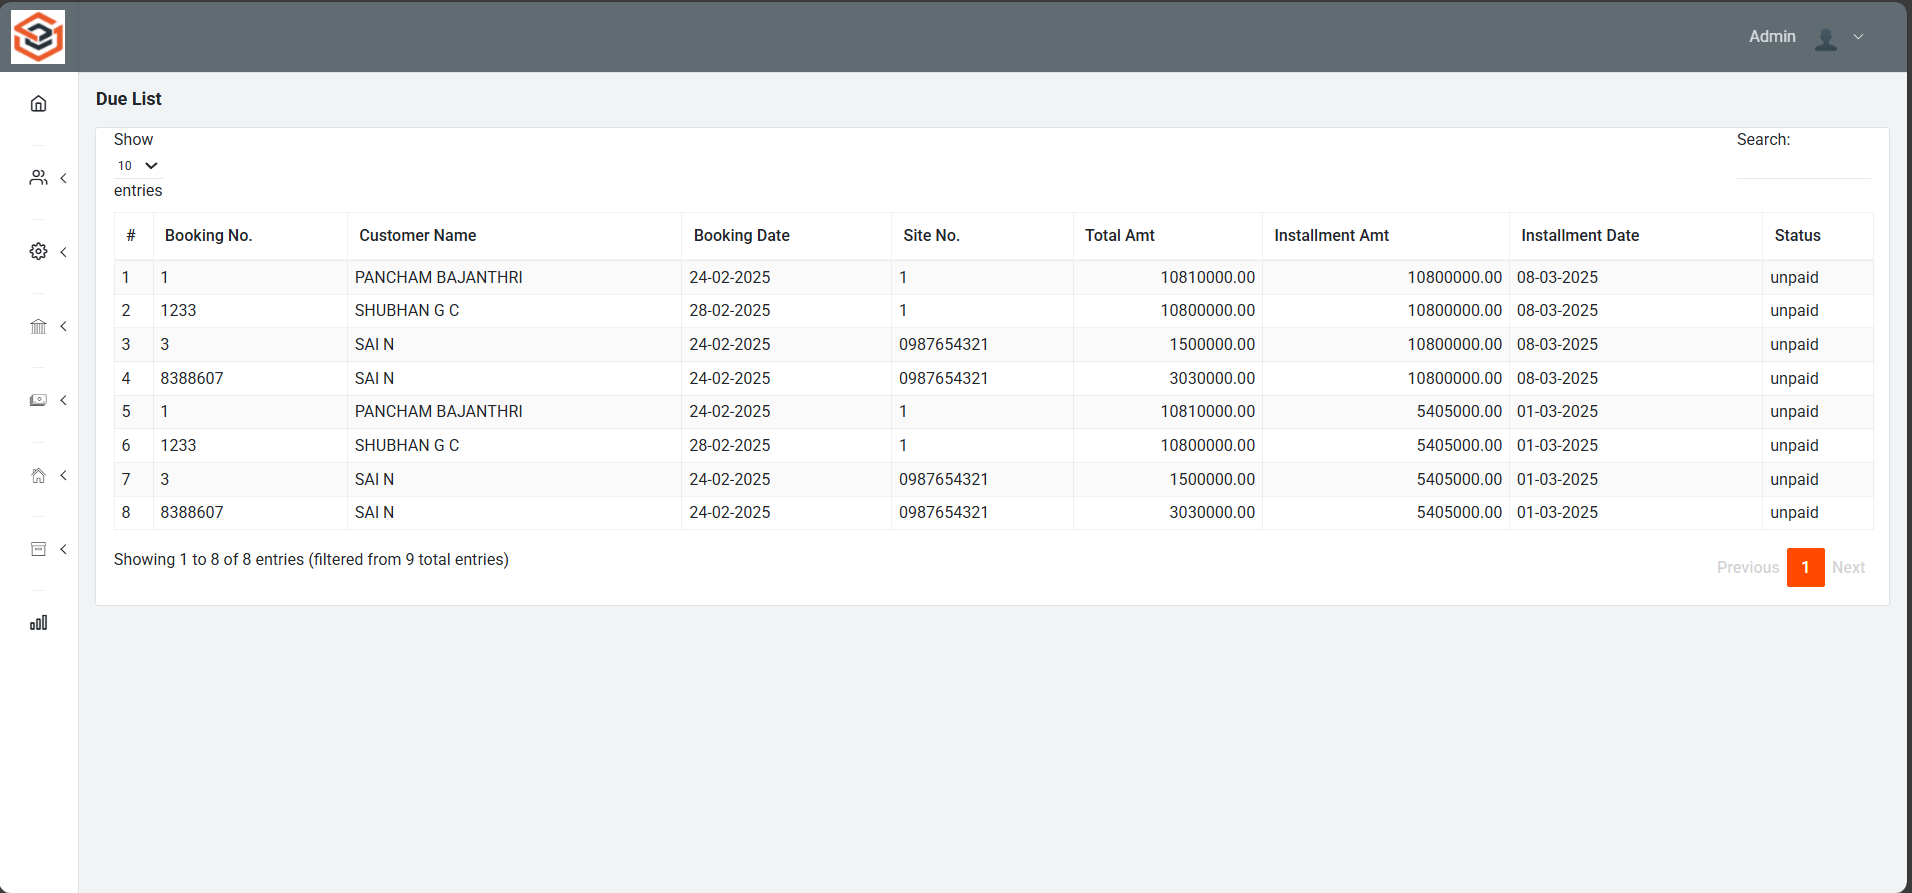 Admin
Due List
Show
10
entries
Search:
# Booking No. Customer Name Booking Date Site No. Total Amt Installment Amt Installment Date Status
1 1 PANCHAM BAJANTHRI 24-02-2025 1 10810000.00 10800000.00 08-03-2025 unpaid
2 1233 SHUBHAN G C 28-02-2025 1 10800000.00 10800000.00 08-03-2025 unpaid
3 3 SAI N 24-02-2025 0987654321 1500000.00 10800000.00 08-03-2025 unpaid
4 8388607 SAI N 24-02-2025 0987654321 3030000.00 10800000.00 08-03-2025 unpaid
5 1 PANCHAM BAJANTHRI 24-02-2025 1 10810000.00 5405000.00 01-03-2025 unpaid
6 1233 SHUBHAN G C 28-02-2025 1 10800000.00 5405000.00 01-03-2025 unpaid
7 3 SAI N 24-02-2025 0987654321 1500000.00 5405000.00 01-03-2025 unpaid
8 8388607 SAI N 24-02-2025 0987654321 3030000.00 5405000.00 01-03-2025 unpaid
Showing 1 to 8 of 8 entries (filtered from 9 total entries)
Previous 1 Next